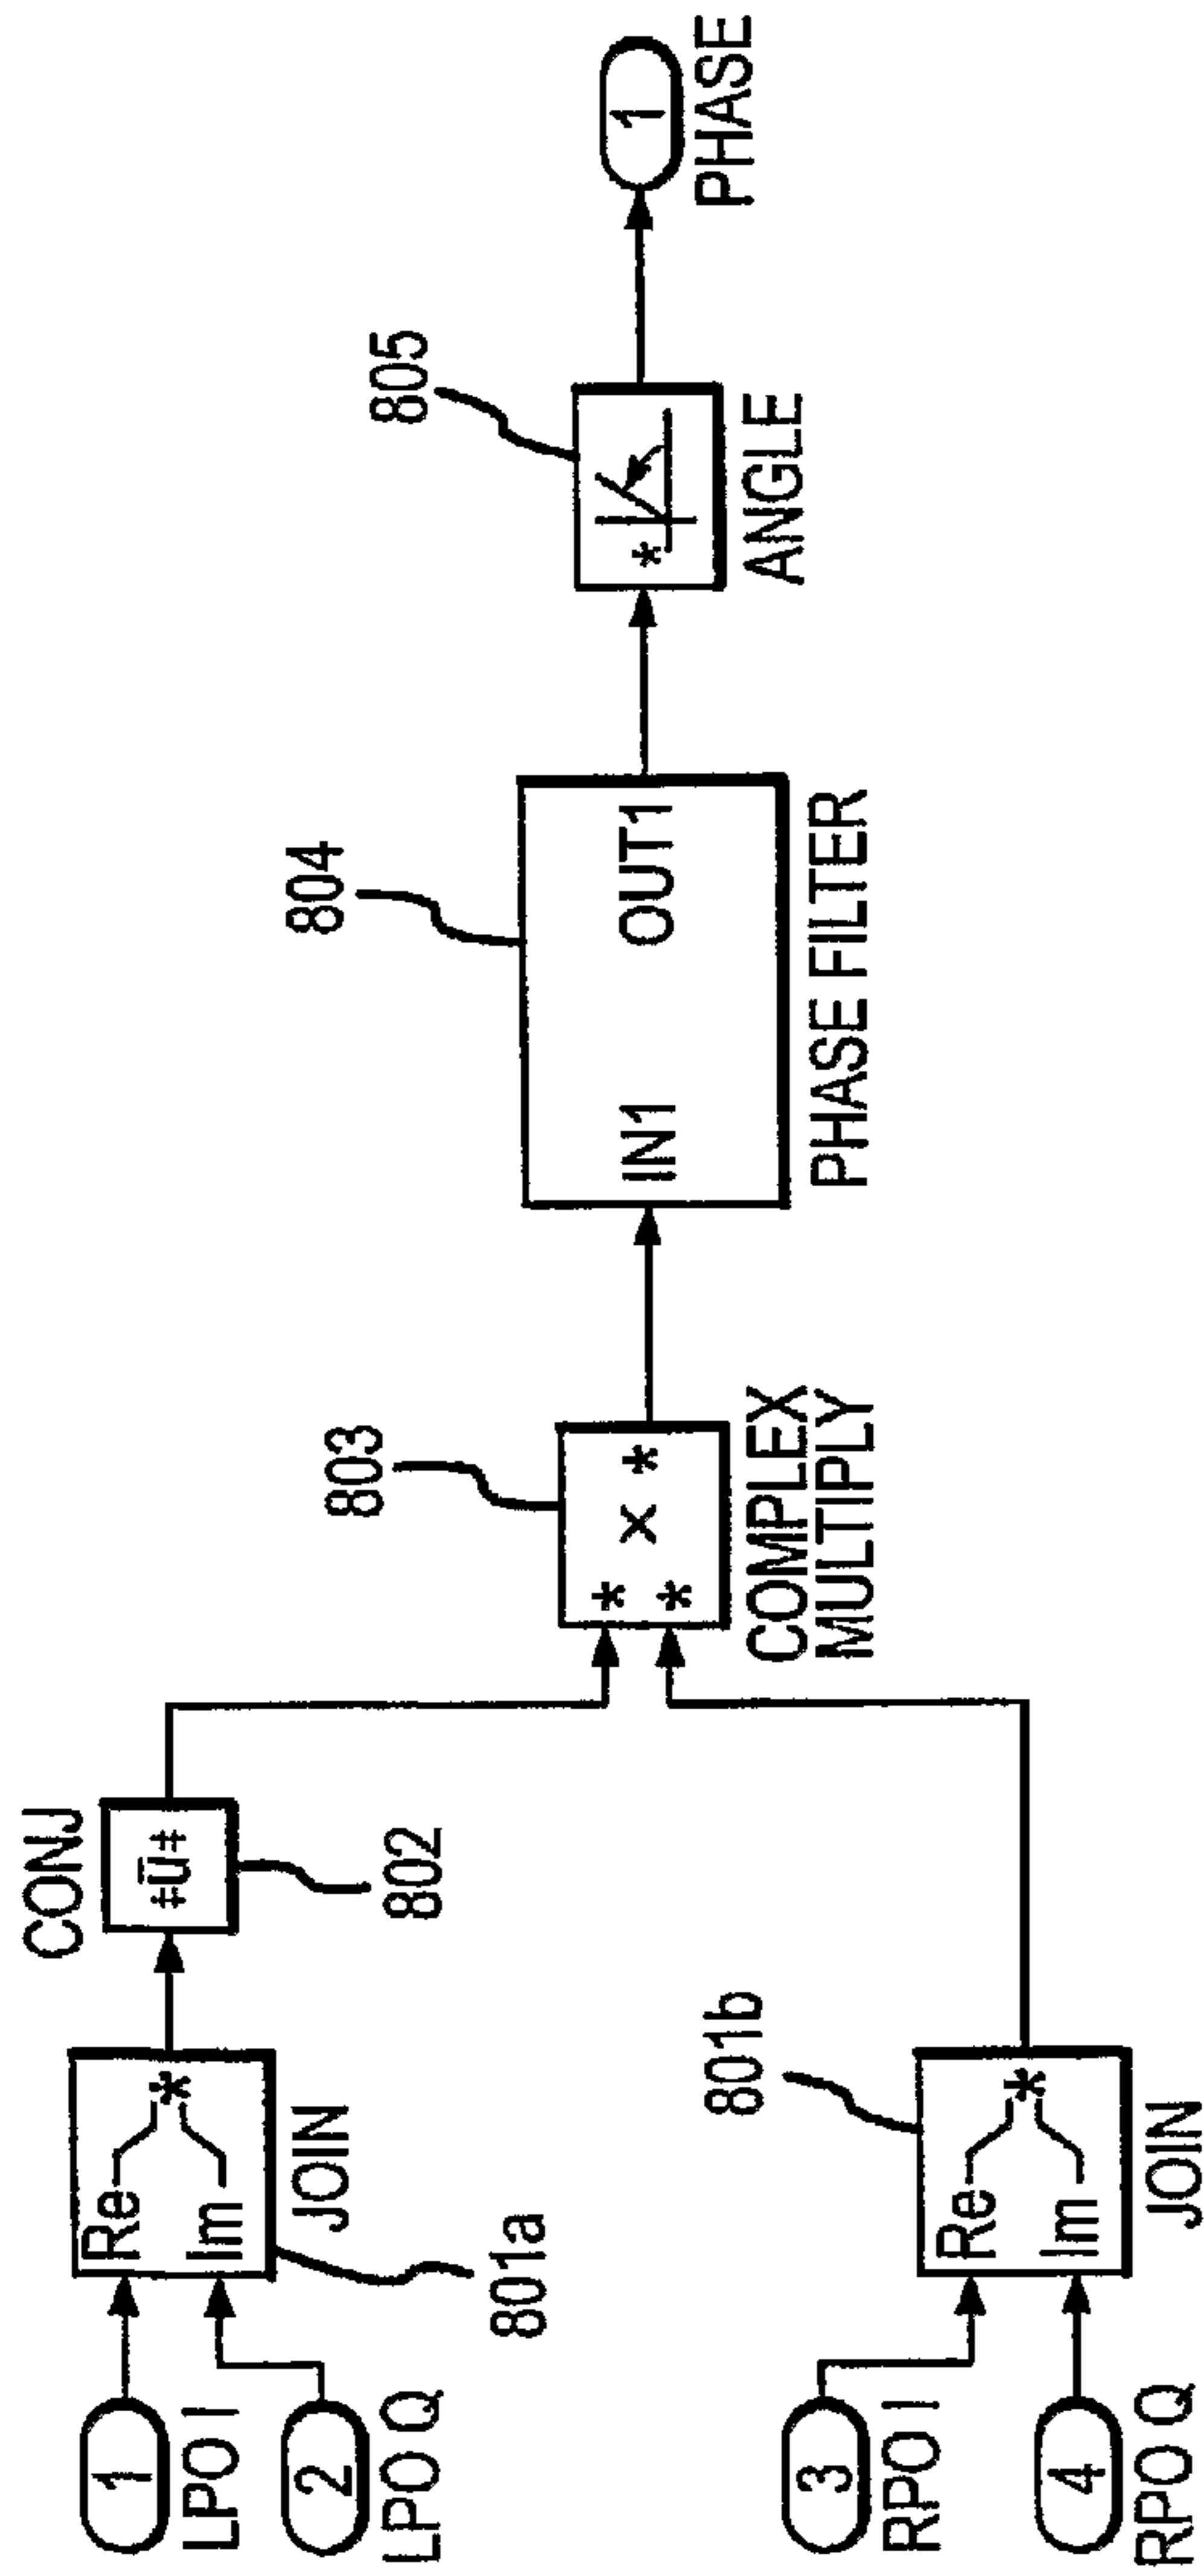 1
LPO I
2
LPO Q
Re
Im
*
JOIN
801a
CONJ
#ū#
802
3
RPO I
4
RPO Q
Re
Im
*
JOIN
801b
803
*
*
x
*
COMPLEX
MULTIPLY
804
IN1
OUT1
PHASE FILTER
805
*
ANGLE
1
PHASE